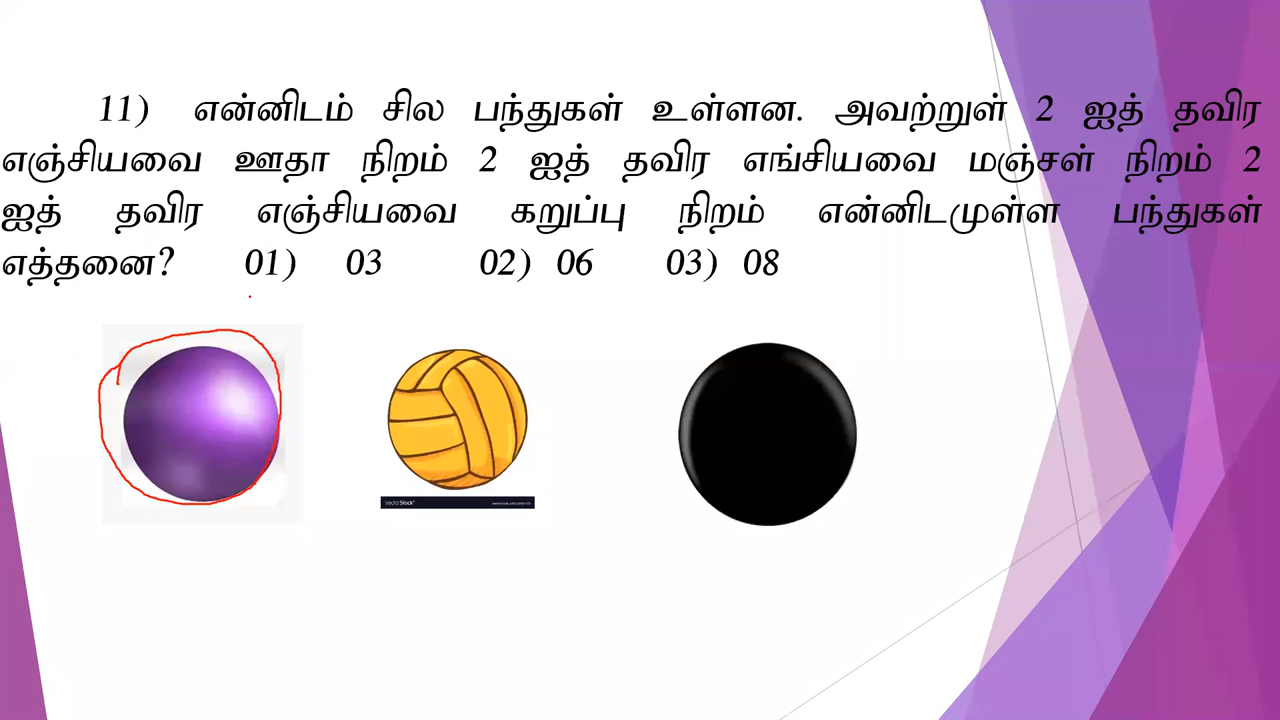 11) என்னிடம் சில பந்துகள் உள்ளன. அவற்றுள் 2 ஐத் தவிர
எஞ்சியவை ஊதா நிறம் 2 ஐத் தவிர எங்சியவை மஞ்சள் நிறம் 2
ஐத் தவிர எஞ்சியவை கறுப்பு நிறம் என்னிடமுள்ள பந்துகள்
எத்தனை? 01) 03 02) 06 03) 08
VectorStock